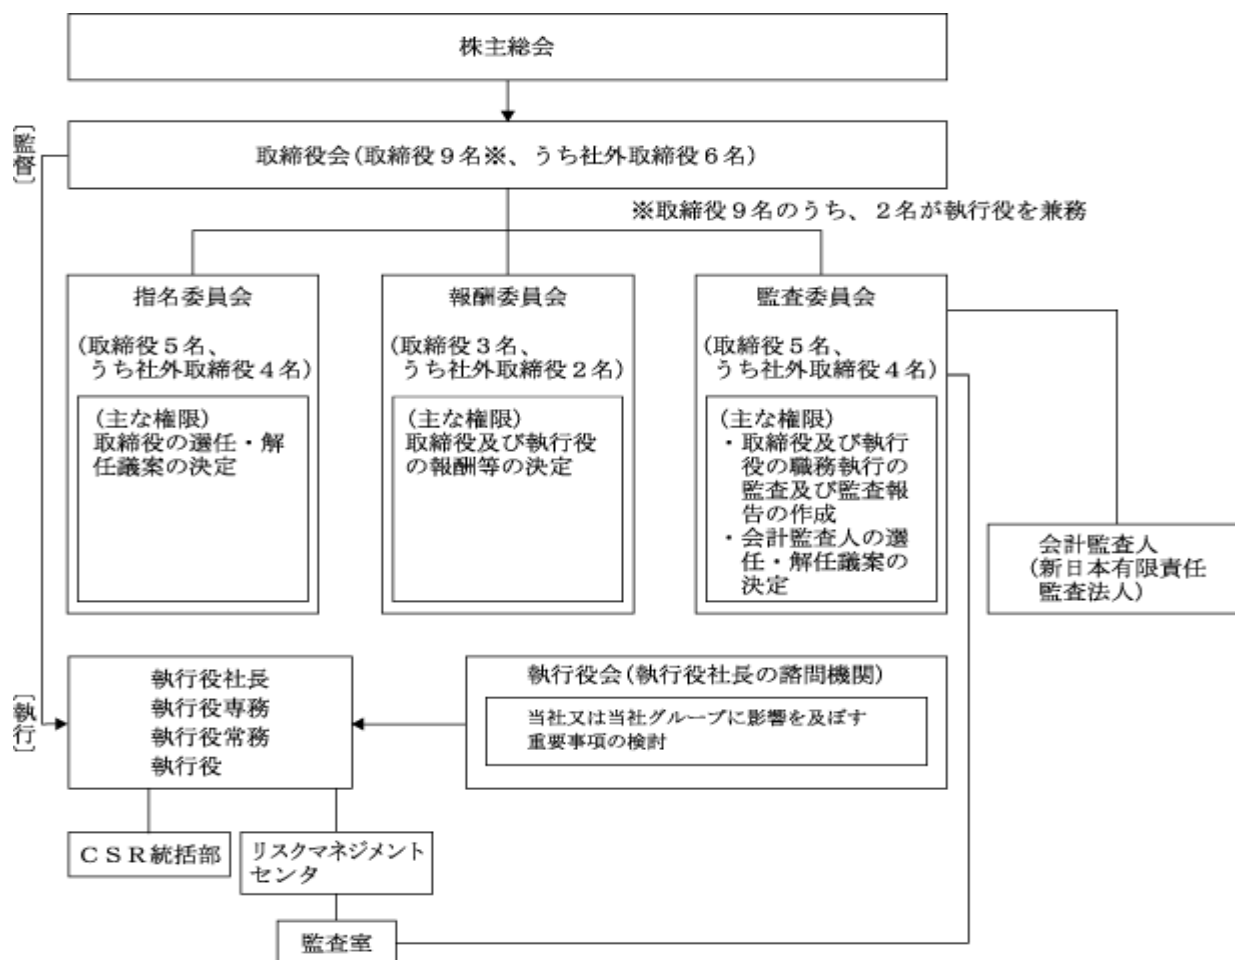 株主総会
〔監督〕
取締役会(取締役9名※、うち社外取締役6名)
※取締役9名のうち、2名が執行役を兼務
指名委員会
(取締役5名、
うち社外取締役4名)
(主な権限)
取締役の選任・解
任議案の決定
報酬委員会
(取締役3名、
うち社外取締役2名)
(主な権限)
取締役及び執行役
の報酬等の決定
監査委員会
(取締役5名、
うち社外取締役4名)
(主な権限)
・取締役及び執行
役の職務執行の
監査及び監査報
告の作成
・会計監査人の選
任・解任議案の
決定
会計監査人
(新日本有限責任
監査法人)
〔執行〕
執行役社長
執行役専務
執行役常務
執行役
執行役会(執行役社長の諮問機関)
当社又は当社グループに影響を及ぼす
重要事項の検討
CSR統括部
リスクマネジメント
センタ
監査室